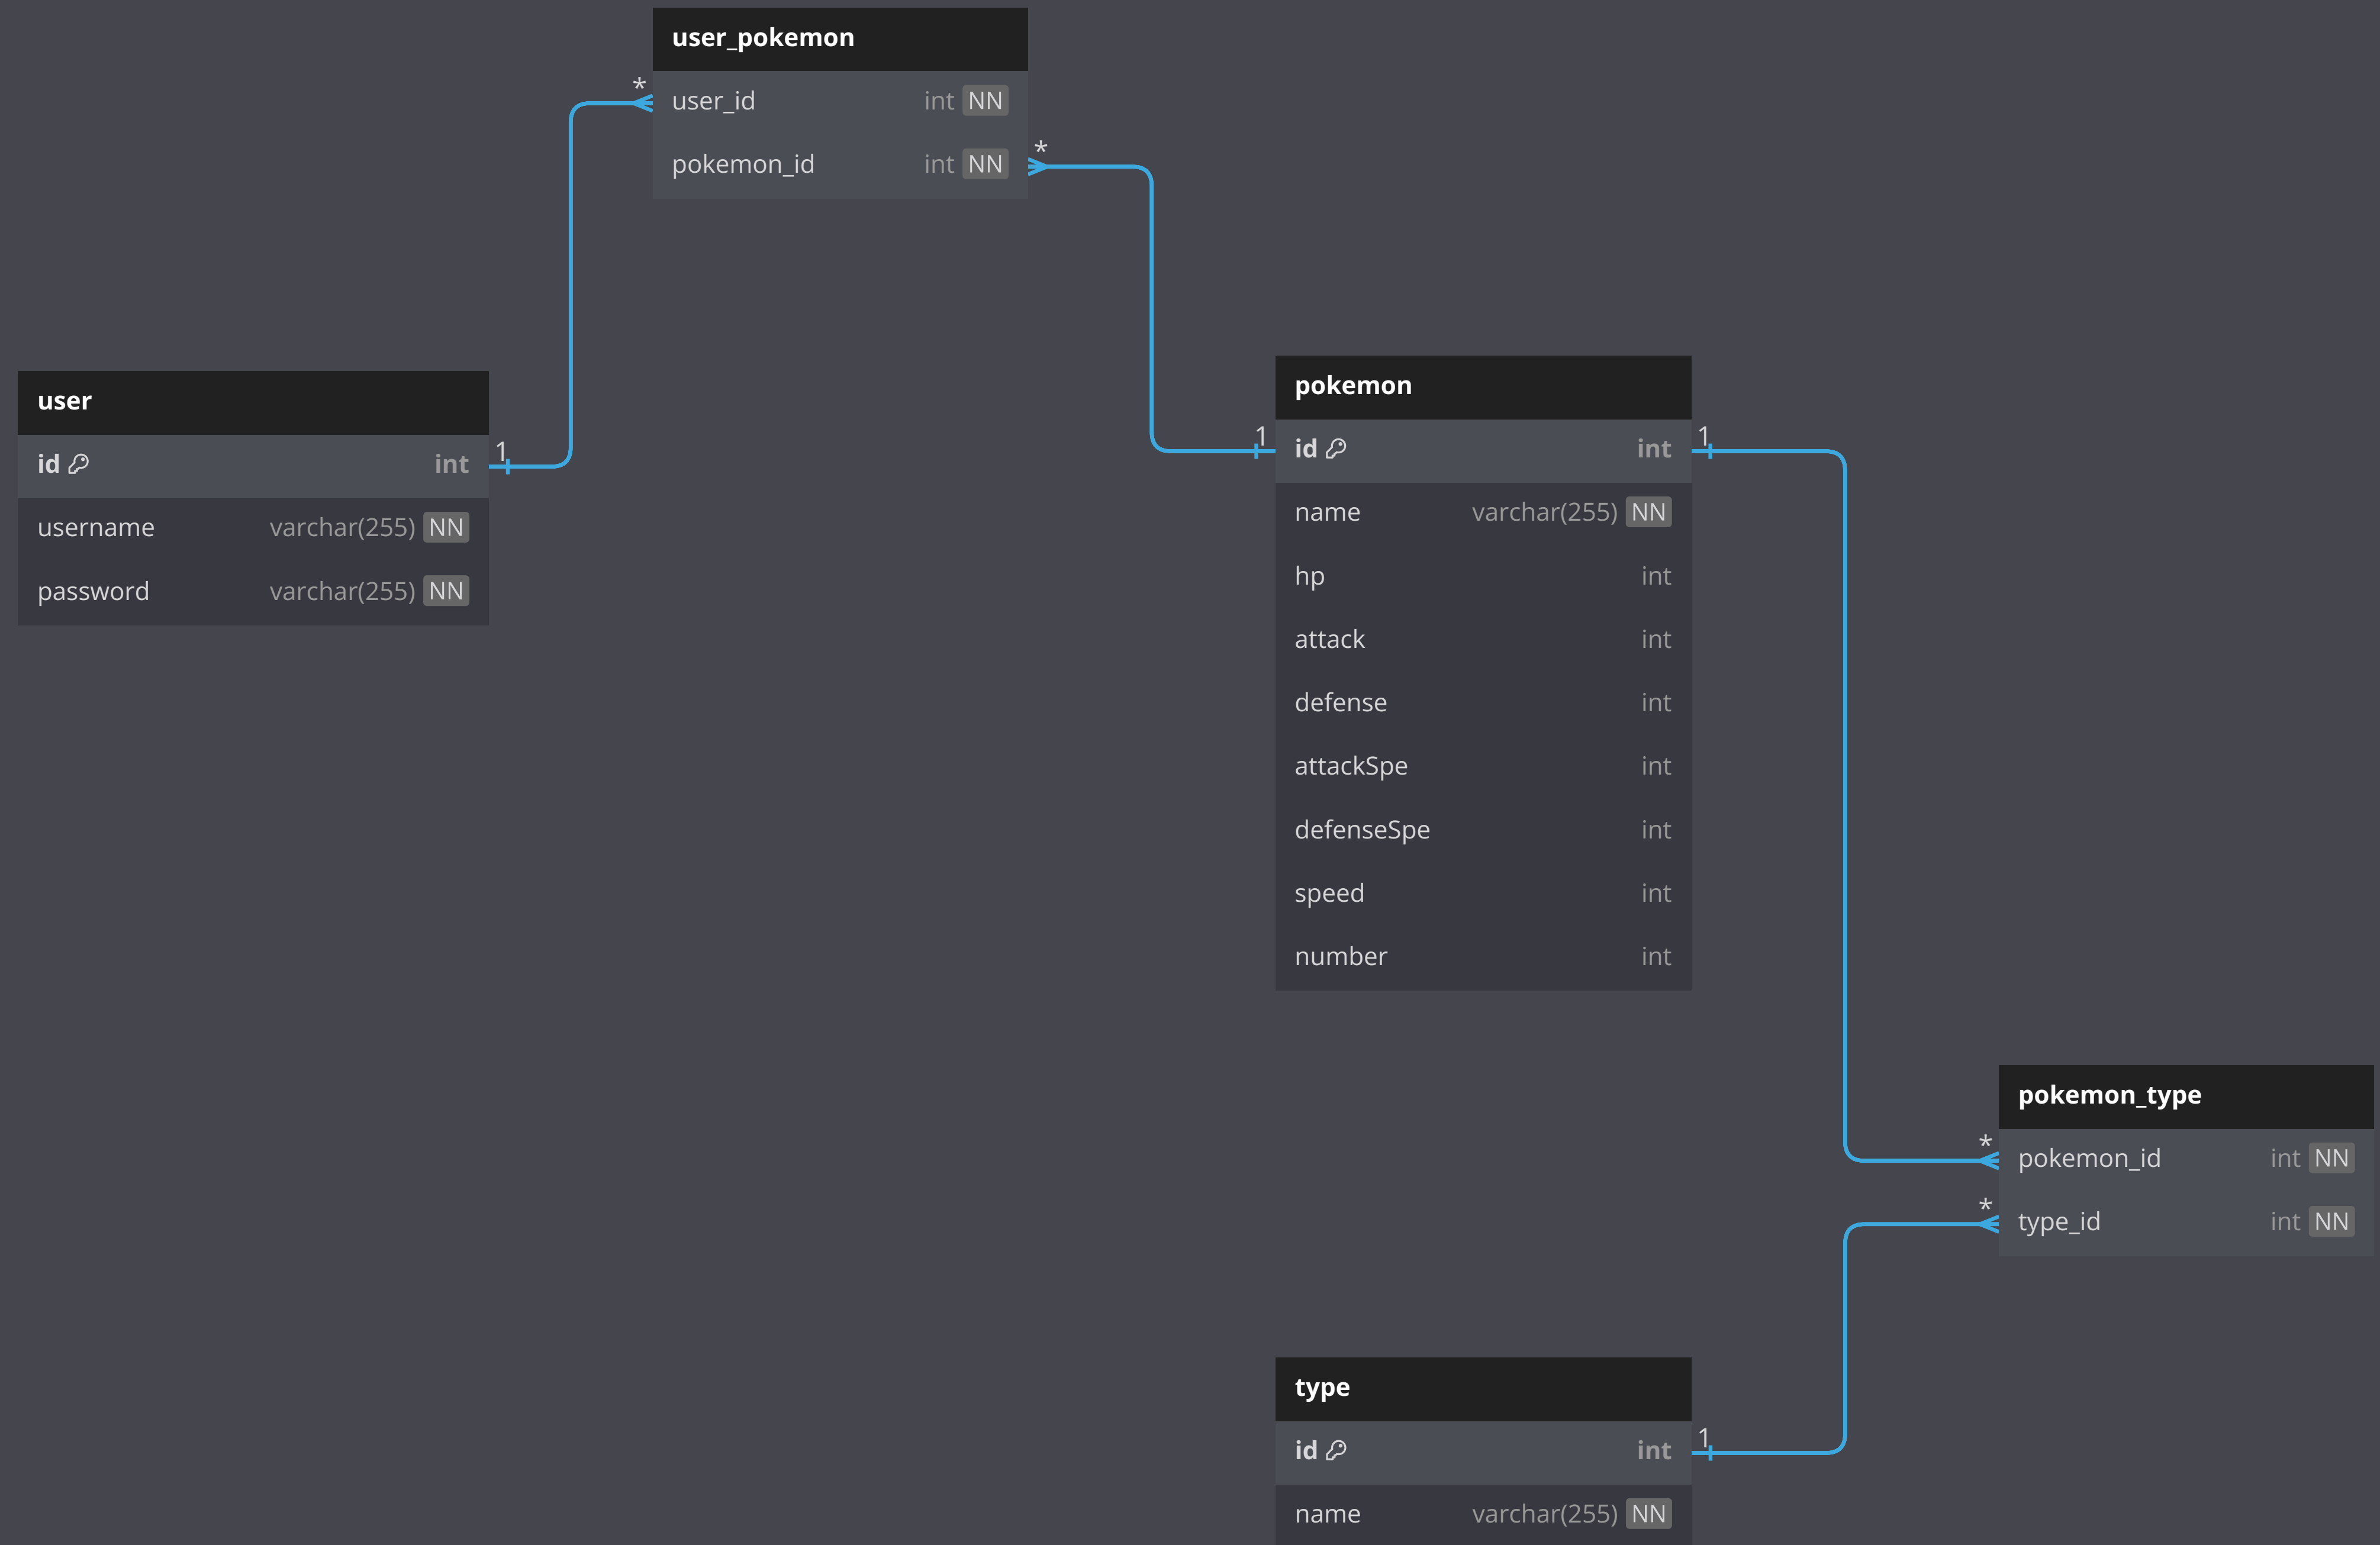 user_pokemon
*
user_id int NN
*
pokemon_id int NN
user
1
id int
username varchar(255) NN
password varchar(255) NN
pokemon
1
id int
1
name varchar(255) NN
hp int
attack int
defense int
attackSpe int
defenseSpe int
speed int
number int
pokemon_type
*
pokemon_id int NN
*
type_id int NN
type
id int
1
name varchar(255) NN